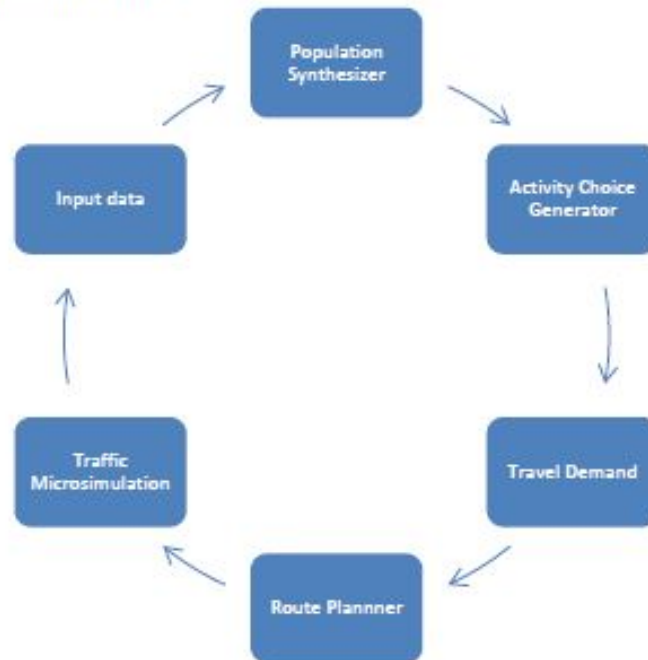 Population
Synthesizer
Activity Choice
Generator
Travel Demand
Route Plannner
Traffic
Microsimulation
Input data